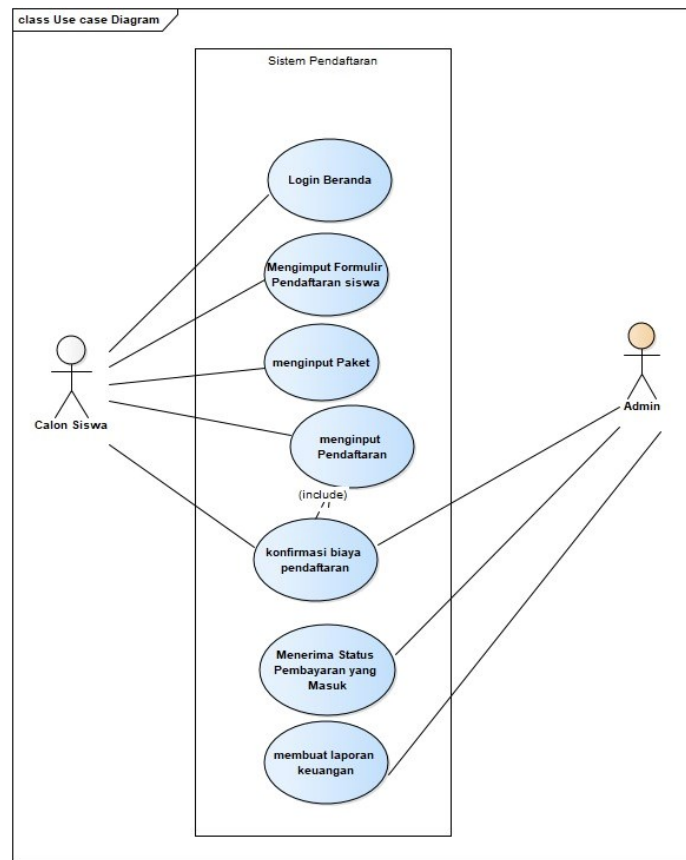 class Use case Diagram
Sistem Pendaftaran
Login Beranda
Mengimput Formulir
Pendaftaran siswa
menginput Paket
Calon Siswa
Admin
menginput
Pendaftaran
(include)
konfirmasi biaya
pendaftaran
Menerima Status
Pembayaran yang
Masuk
membuat laporan
keuangan